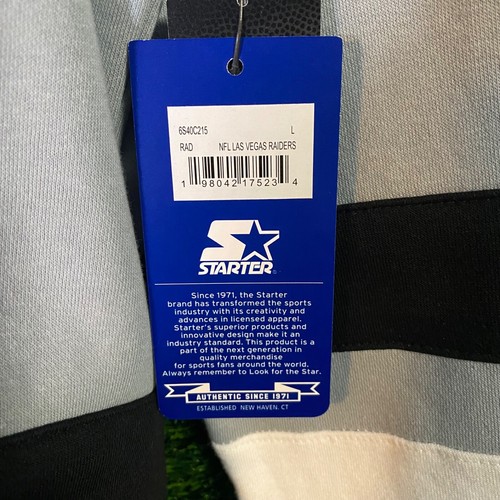 6S40C215 L
RAD NFL LAS VEGAS RAIDERS
1 98042 17523 4
STARTER
Since 1971, the Starter
brand has transformed the sports
industry with its creativity and
advances in licensed apparel.
Starter's superior products and
innovative design make it an
industry standard. This product is a
part of the next generation in
quality merchandise
for sports fans around the world.
Always remember to Look for the Star.
AUTHENTIC SINCE 1971
ESTABLISHED NEW HAVEN. CT